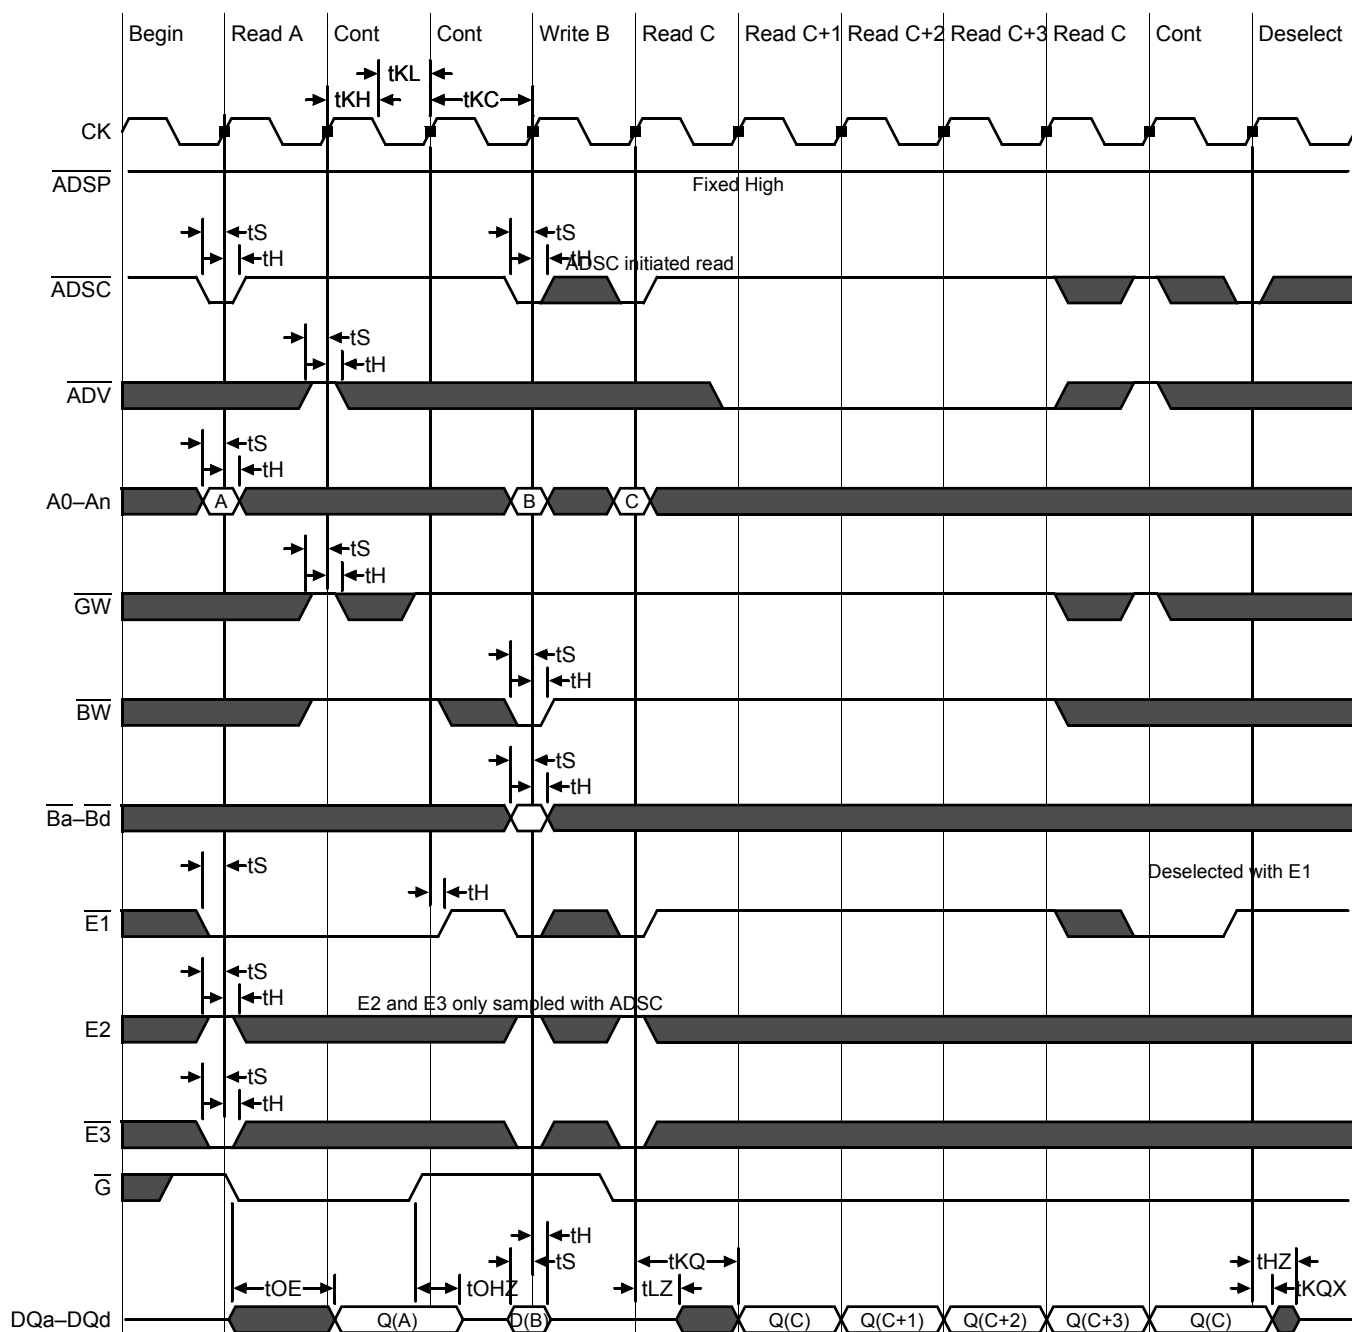 Begin Read A Cont Cont Write B Read C Read C+1 Read C+2 Read C+3 Read C Cont Deselect
tKL
tKH tKC
CK
ADSP
Fixed High
tS tS
tH tH
ADSC initiated read
ADSC
tS
tH
ADV
tS
tH
A0–An A B C
tS
tH
GW
tS
tH
BW
tS
tH
Ba–Bd
tS Deselected with E1
tH
E1
tS
tH
E2 and E3 only sampled with ADSC
E2
tS
tH
E3
G
tH
tS tKQ tHZ
tOE tOHZ tLZ tKQX
DQa–DQd Q(A) D(B) Q(C) Q(C+1) Q(C+2) Q(C+3) Q(C)